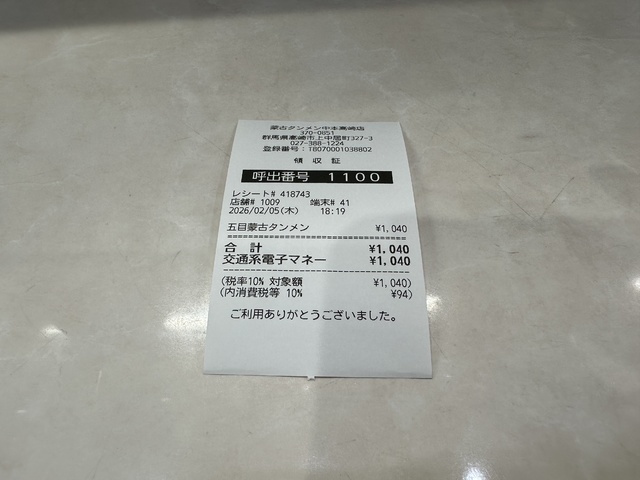 蒙古タンメン中本高崎店
370-0851
群馬県高崎市上中居町327-3
027-388-1224
登録番号:T8070001038802
領 収 証
呼出番号 1100
レシート# 418743
店舗# 1009 端末# 41
2026/02/05(木) 18:19
五目蒙古タンメン ¥1,040
合 計 ¥1,040
交通系電子マネー ¥1,040
(税率10% 対象額 ¥1,040)
(内消費税等 10% ¥94)
ご利用ありがとうございました。